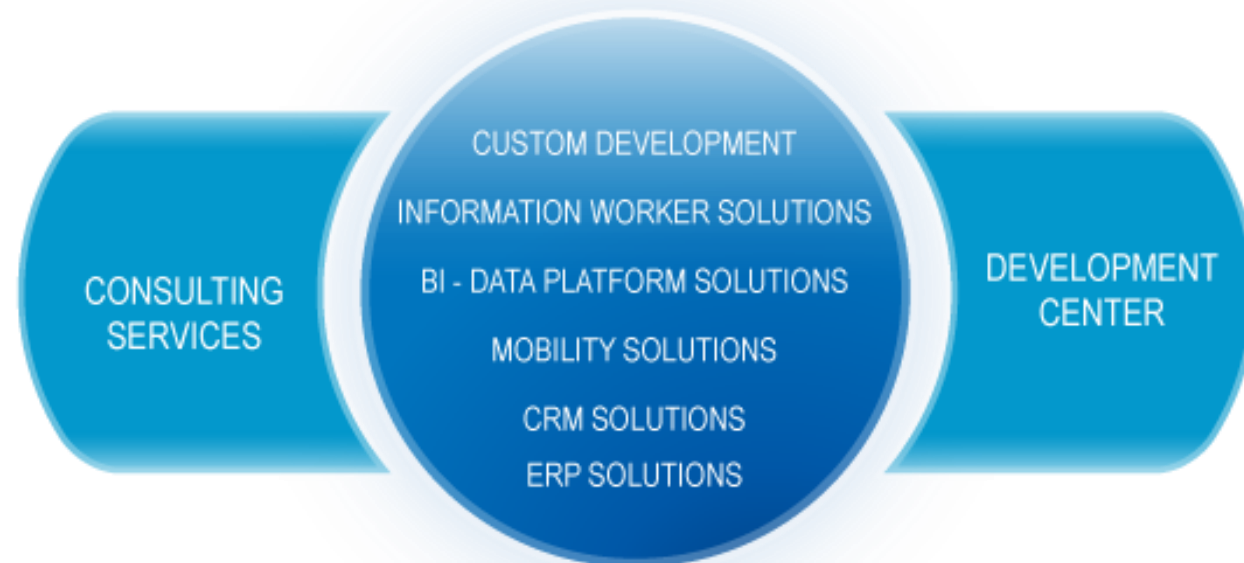 CONSULTING
SERVICES
CUSTOM DEVELOPMENT
INFORMATION WORKER SOLUTIONS
BI - DATA PLATFORM SOLUTIONS
MOBILITY SOLUTIONS
CRM SOLUTIONS
ERP SOLUTIONS
DEVELOPMENT
CENTER